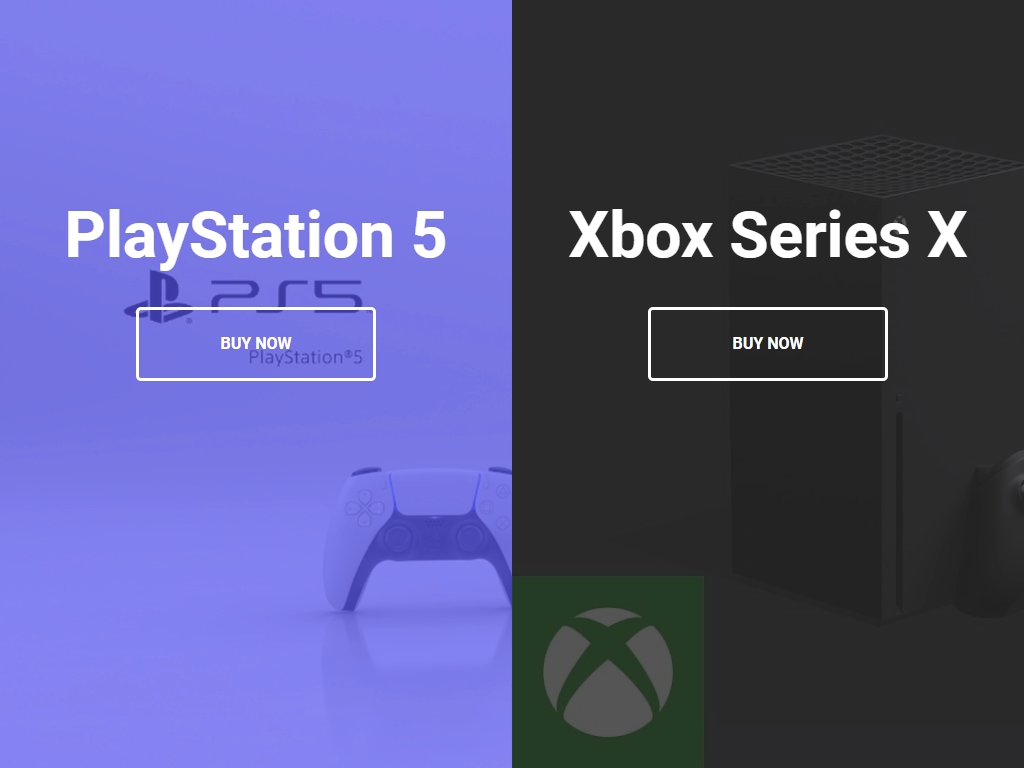 PlayStation 5
PS5
BUY NOW
PlayStation®5
Xbox Series X
BUY NOW